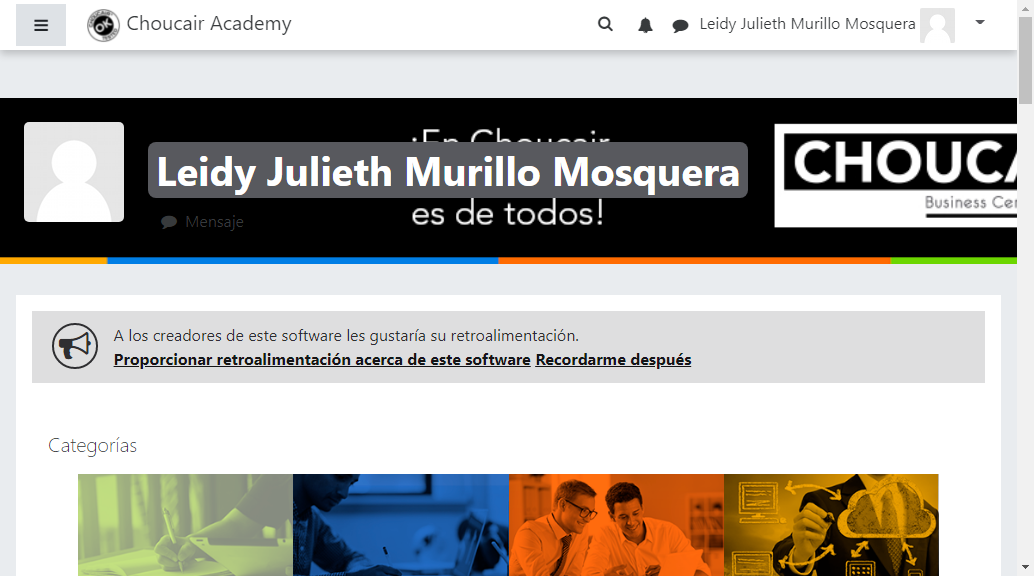 Choucair Academy
Leidy Julieth Murillo Mosquera
¡En Choucair
Leidy Julieth Murillo Mosquera
es de todos!
Mensaje
CHOUCA
Business Cen
A los creadores de este software les gustaría su retroalimentación.
Proporcionar retroalimentación acerca de este software Recordarme después
Categorías